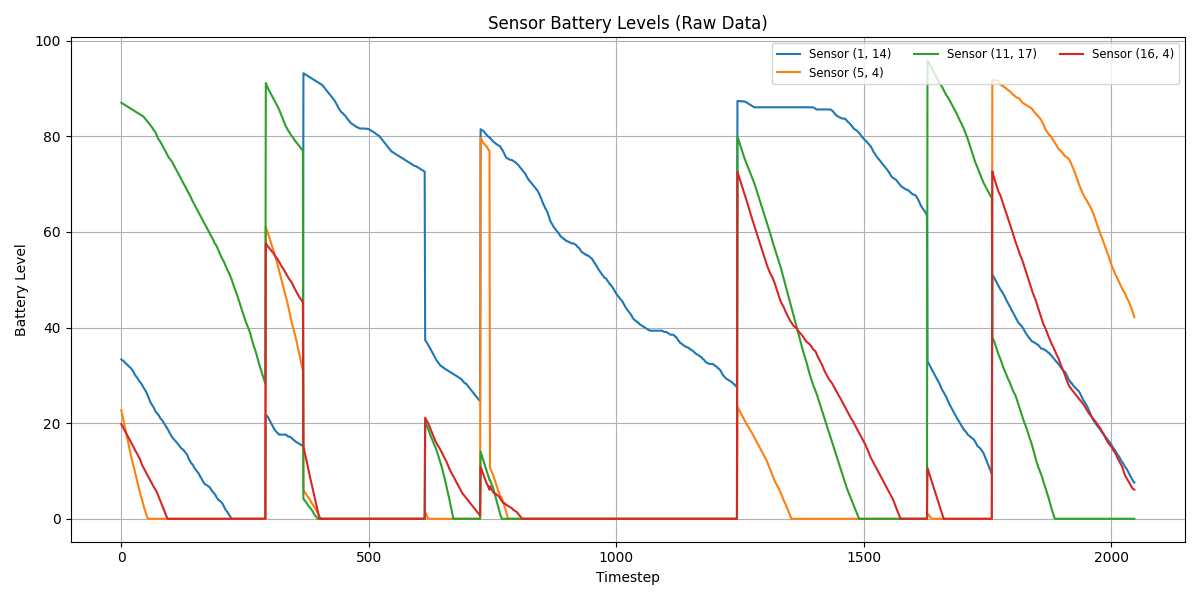 Sensor Battery Levels (Raw Data)
100
80
60
40
20
0
Battery Level
Sensor (1, 14)
Sensor (5, 4)
Sensor (11, 17)
Sensor (16, 4)
0
500
1000
1500
2000
Timestep